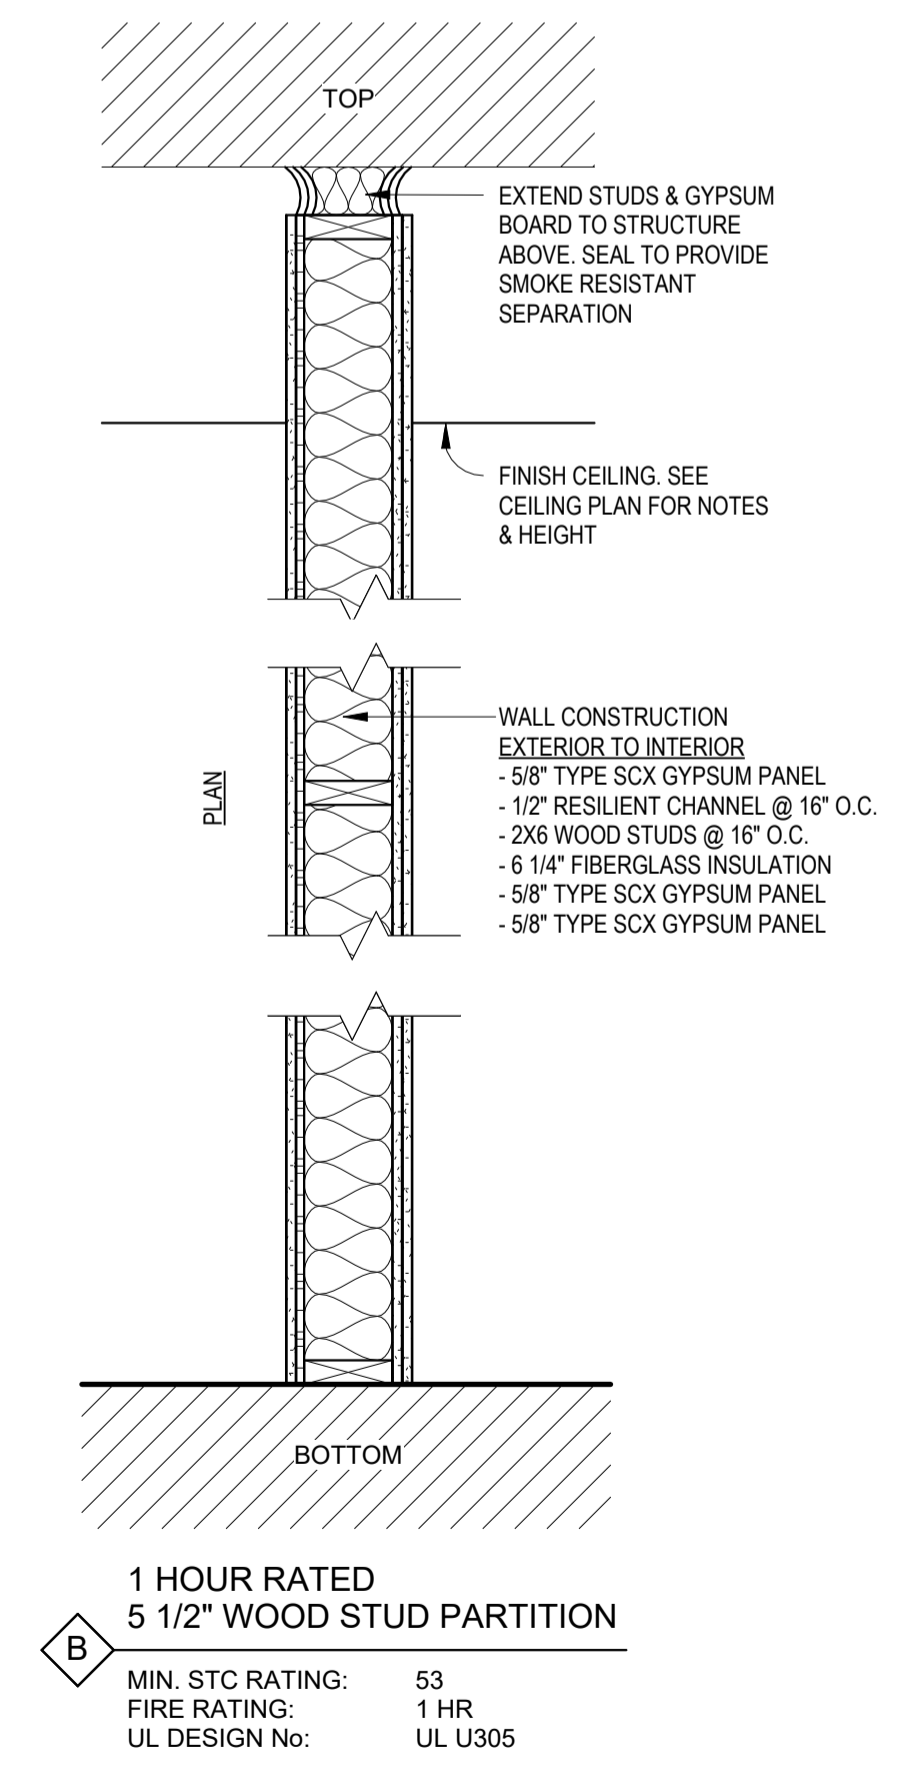 TOP
EXTEND STUDS & GYPSUM
BOARD TO STRUCTURE
ABOVE. SEAL TO PROVIDE
SMOKE RESISTANT
SEPARATION
FINISH CEILING. SEE
CEILING PLAN FOR NOTES
& HEIGHT
PLAN
WALL CONSTRUCTION
EXTERIOR TO INTERIOR
- 5/8" TYPE SCX GYPSUM PANEL
- 1/2" RESILIENT CHANNEL @ 16" O.C.
- 2X6 WOOD STUDS @ 16" O.C.
- 6 1/4" FIBERGLASS INSULATION
- 5/8" TYPE SCX GYPSUM PANEL
- 5/8" TYPE SCX GYPSUM PANEL
BOTTOM
1 HOUR RATED
5 1/2" WOOD STUD PARTITION
B
MIN. STC RATING: 53
FIRE RATING: 1 HR
UL DESIGN No: UL U305